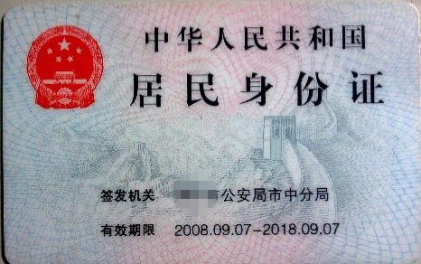 中华人民共和国
居民身份证
签发机关 市公安局市中分局
有效期限 2008.09.07-2018.09.07